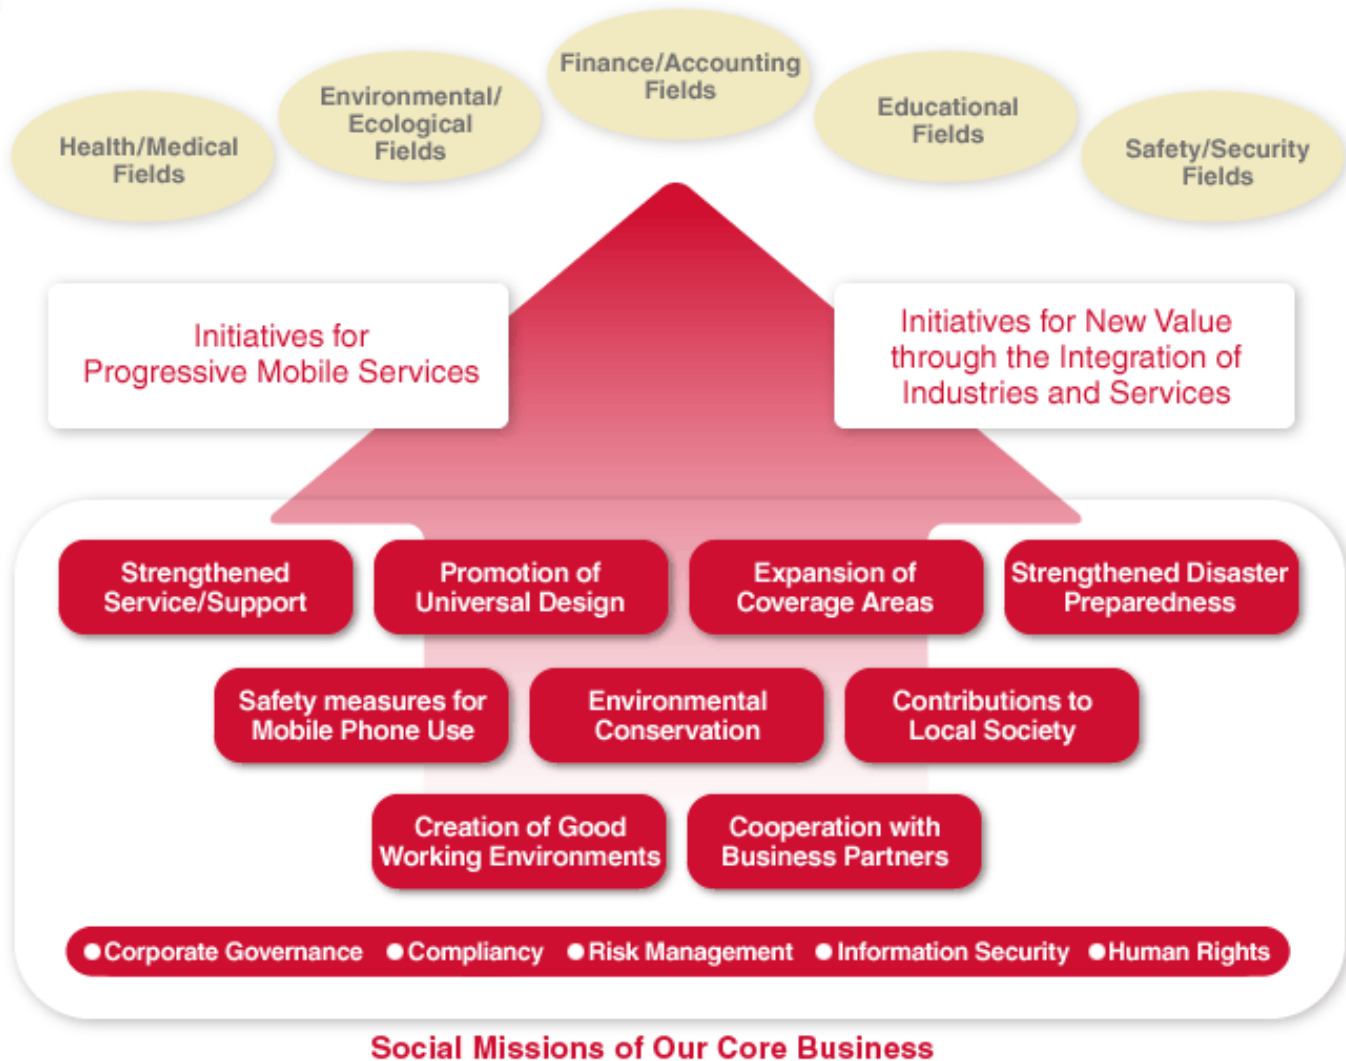 Finance/Accounting
Fields
Environmental/
Ecological
Fields
Educational
Fields
Health/Medical
Fields
Safety/Security
Fields
Initiatives for
Progressive Mobile Services
Initiatives for New Value
through the Integration of
Industries and Services
Strengthened
Service/Support
Promotion of
Universal Design
Expansion of
Coverage Areas
Strengthened Disaster
Preparedness
Safety measures for
Mobile Phone Use
Environmental
Conservation
Contributions to
Local Society
Creation of Good
Working Environments
Cooperation with
Business Partners
●Corporate Governance ●Compliancy ●Risk Management ●Information Security ●Human Rights
Social Missions of Our Core Business